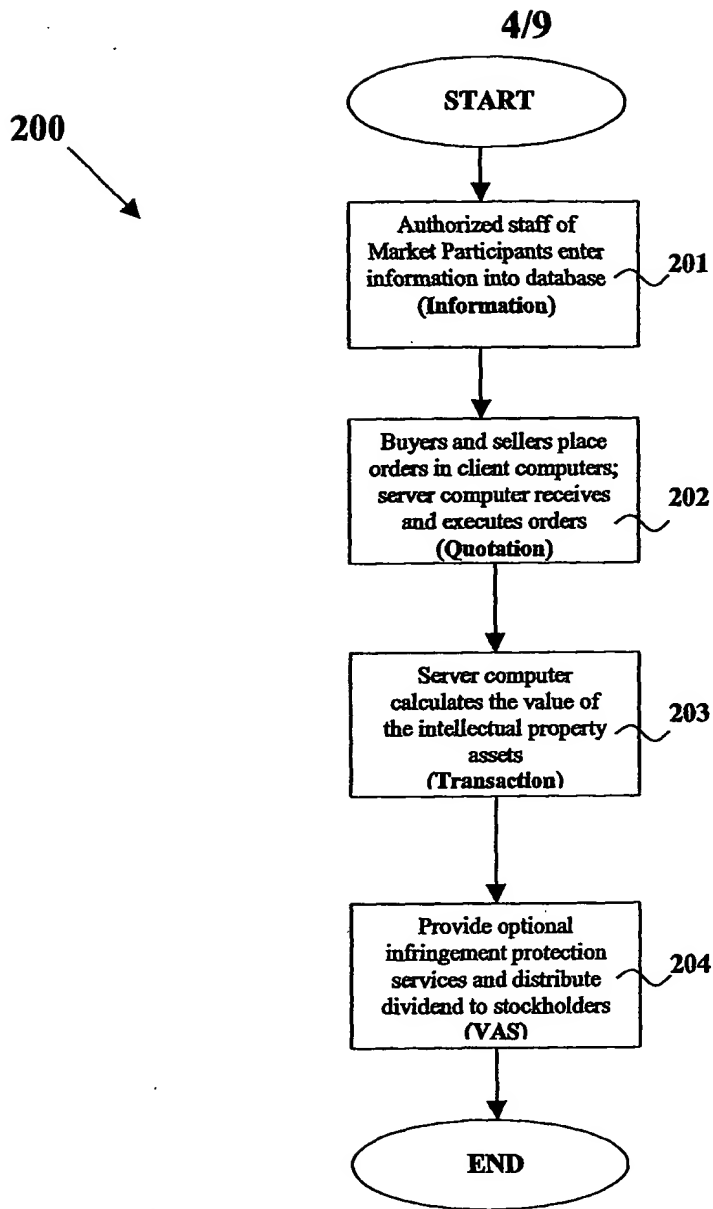 4/9
200
START
Authorized staff of
Market Participants enter
information into database
(Information)
201
Buyers and sellers place
orders in client computers;
server computer receives
and executes orders
(Quotation)
202
Server computer
calculates the value of
the intellectual property
assets
(Transaction)
203
Provide optional
infringement protection
services and distribute
dividend to stockholders
(VAS)
204
END